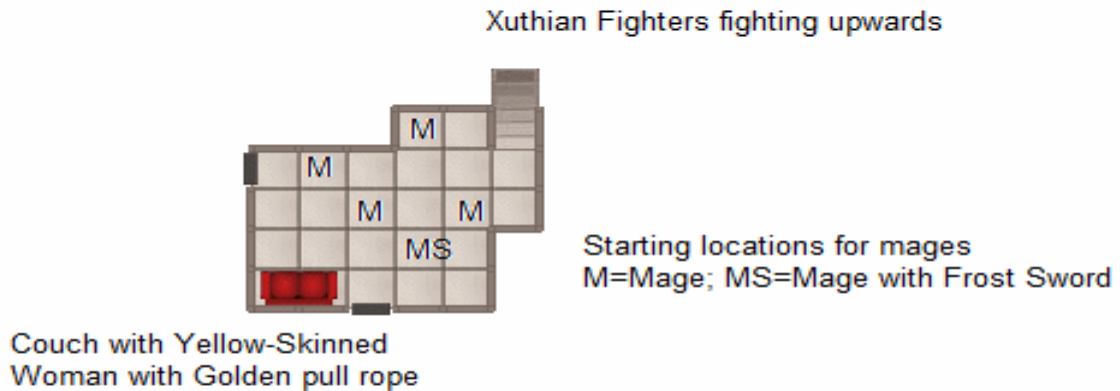 Xuthian Fighters fighting upwards
M
M
M
M
MS
Starting locations for mages
M=Mage; MS=Mage with Frost Sword
Couch with Yellow-Skinned
Woman with Golden pull rope